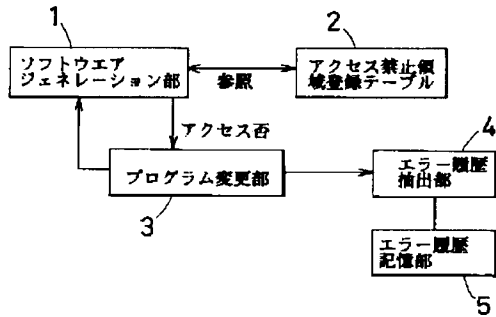 1
ソフトウエア
ジェネレーション部
参照
2
アクセス禁止領
域登録テーブル
アクセス否
プログラム変更部
3
4
エラー履歴
抽出部
エラー履歴
記憶部
5